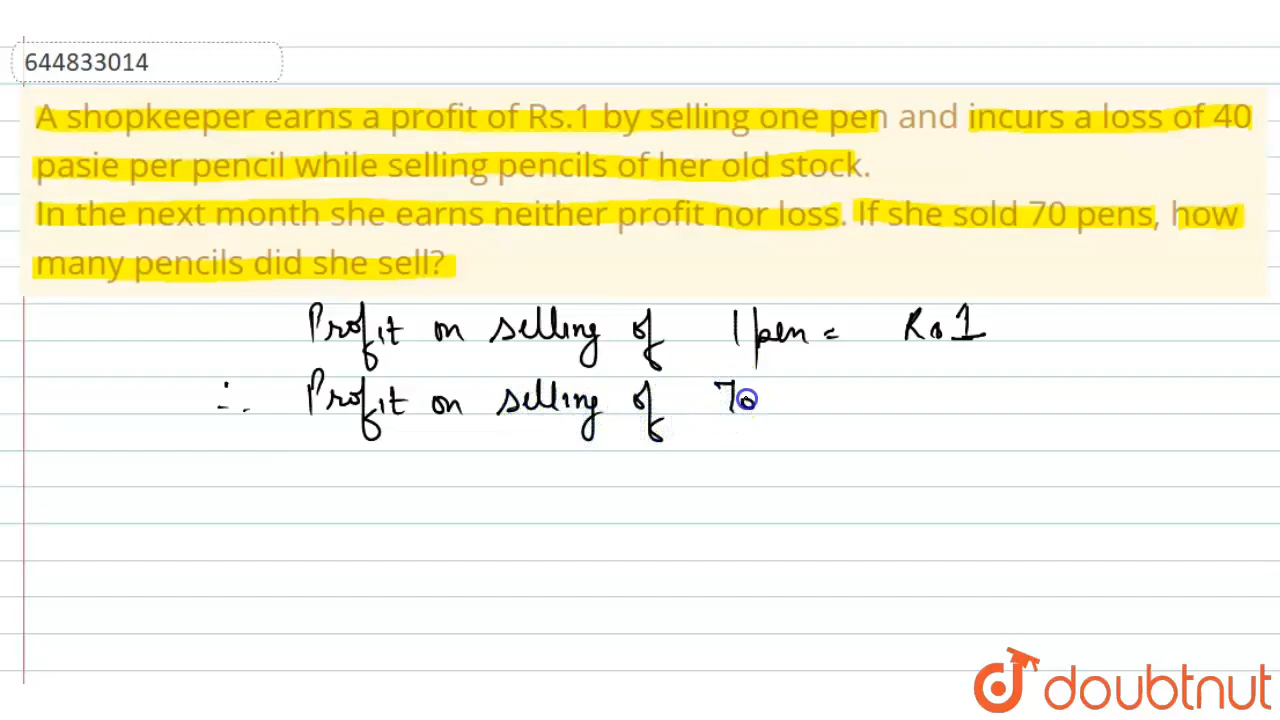 644833014
A shopkeeper earns a profit of Rs.1 by selling one pen and incurs a loss of 40
pasie per pencil while selling pencils of her old stock.
In the next month she earns neither profit nor loss. If she sold 70 pens, how
many pencils did she sell?
Profit on selling of 1 pen = Rs 1
∴ Profit on selling of 70
doubtnut